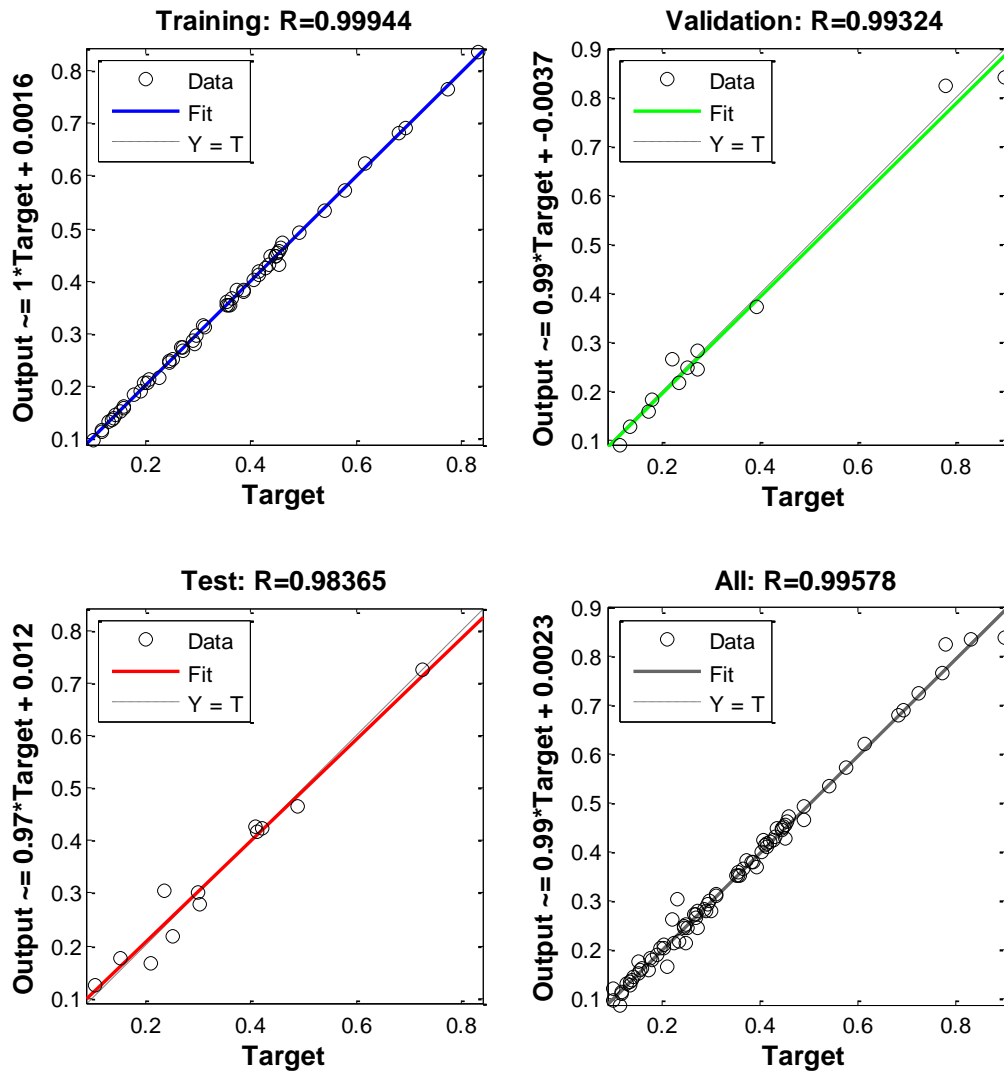 Training: R=0.99944
Output ~= 1*Target + 0.0016
0.8
0.7
0.6
0.5
0.4
0.3
0.2
0.1
Data
Fit
Y = T
0.2
0.4
0.6
0.8
Target
Validation: R=0.99324
Output ~= 0.99*Target + -0.0037
0.9
0.8
0.7
0.6
0.5
0.4
0.3
0.2
0.1
Data
Fit
Y = T
0.2
0.4
0.6
0.8
Target
Test: R=0.98365
Output ~= 0.97*Target + 0.012
0.8
0.7
0.6
0.5
0.4
0.3
0.2
0.1
Data
Fit
Y = T
0.2
0.4
0.6
0.8
Target
All: R=0.99578
Output ~= 0.99*Target + 0.0023
0.9
0.8
0.7
0.6
0.5
0.4
0.3
0.2
0.1
Data
Fit
Y = T
0.2
0.4
0.6
0.8
Target